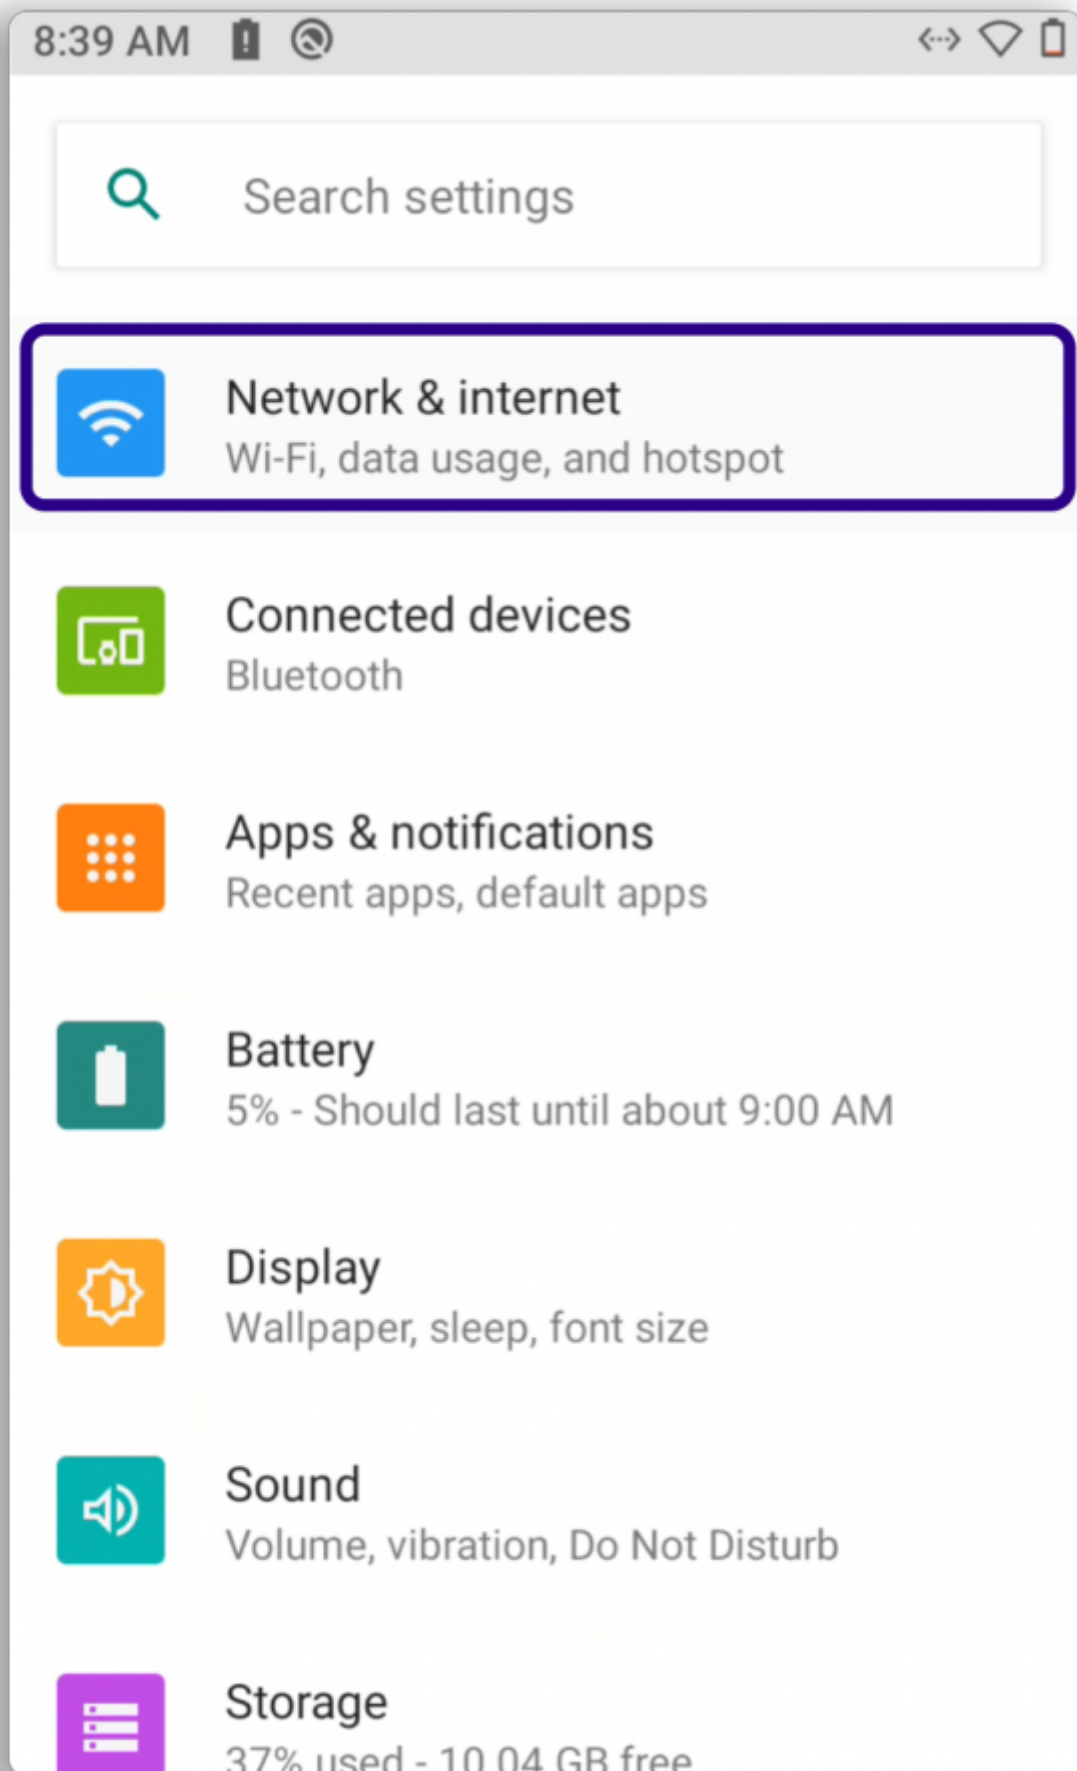 8:39 AM
Search settings
Network & internet
Wi-Fi, data usage, and hotspot
Connected devices
Bluetooth
Apps & notifications
Recent apps, default apps
Battery
5% - Should last until about 9:00 AM
Display
Wallpaper, sleep, font size
Sound
Volume, vibration, Do Not Disturb
Storage
37% used - 10.04 GB free